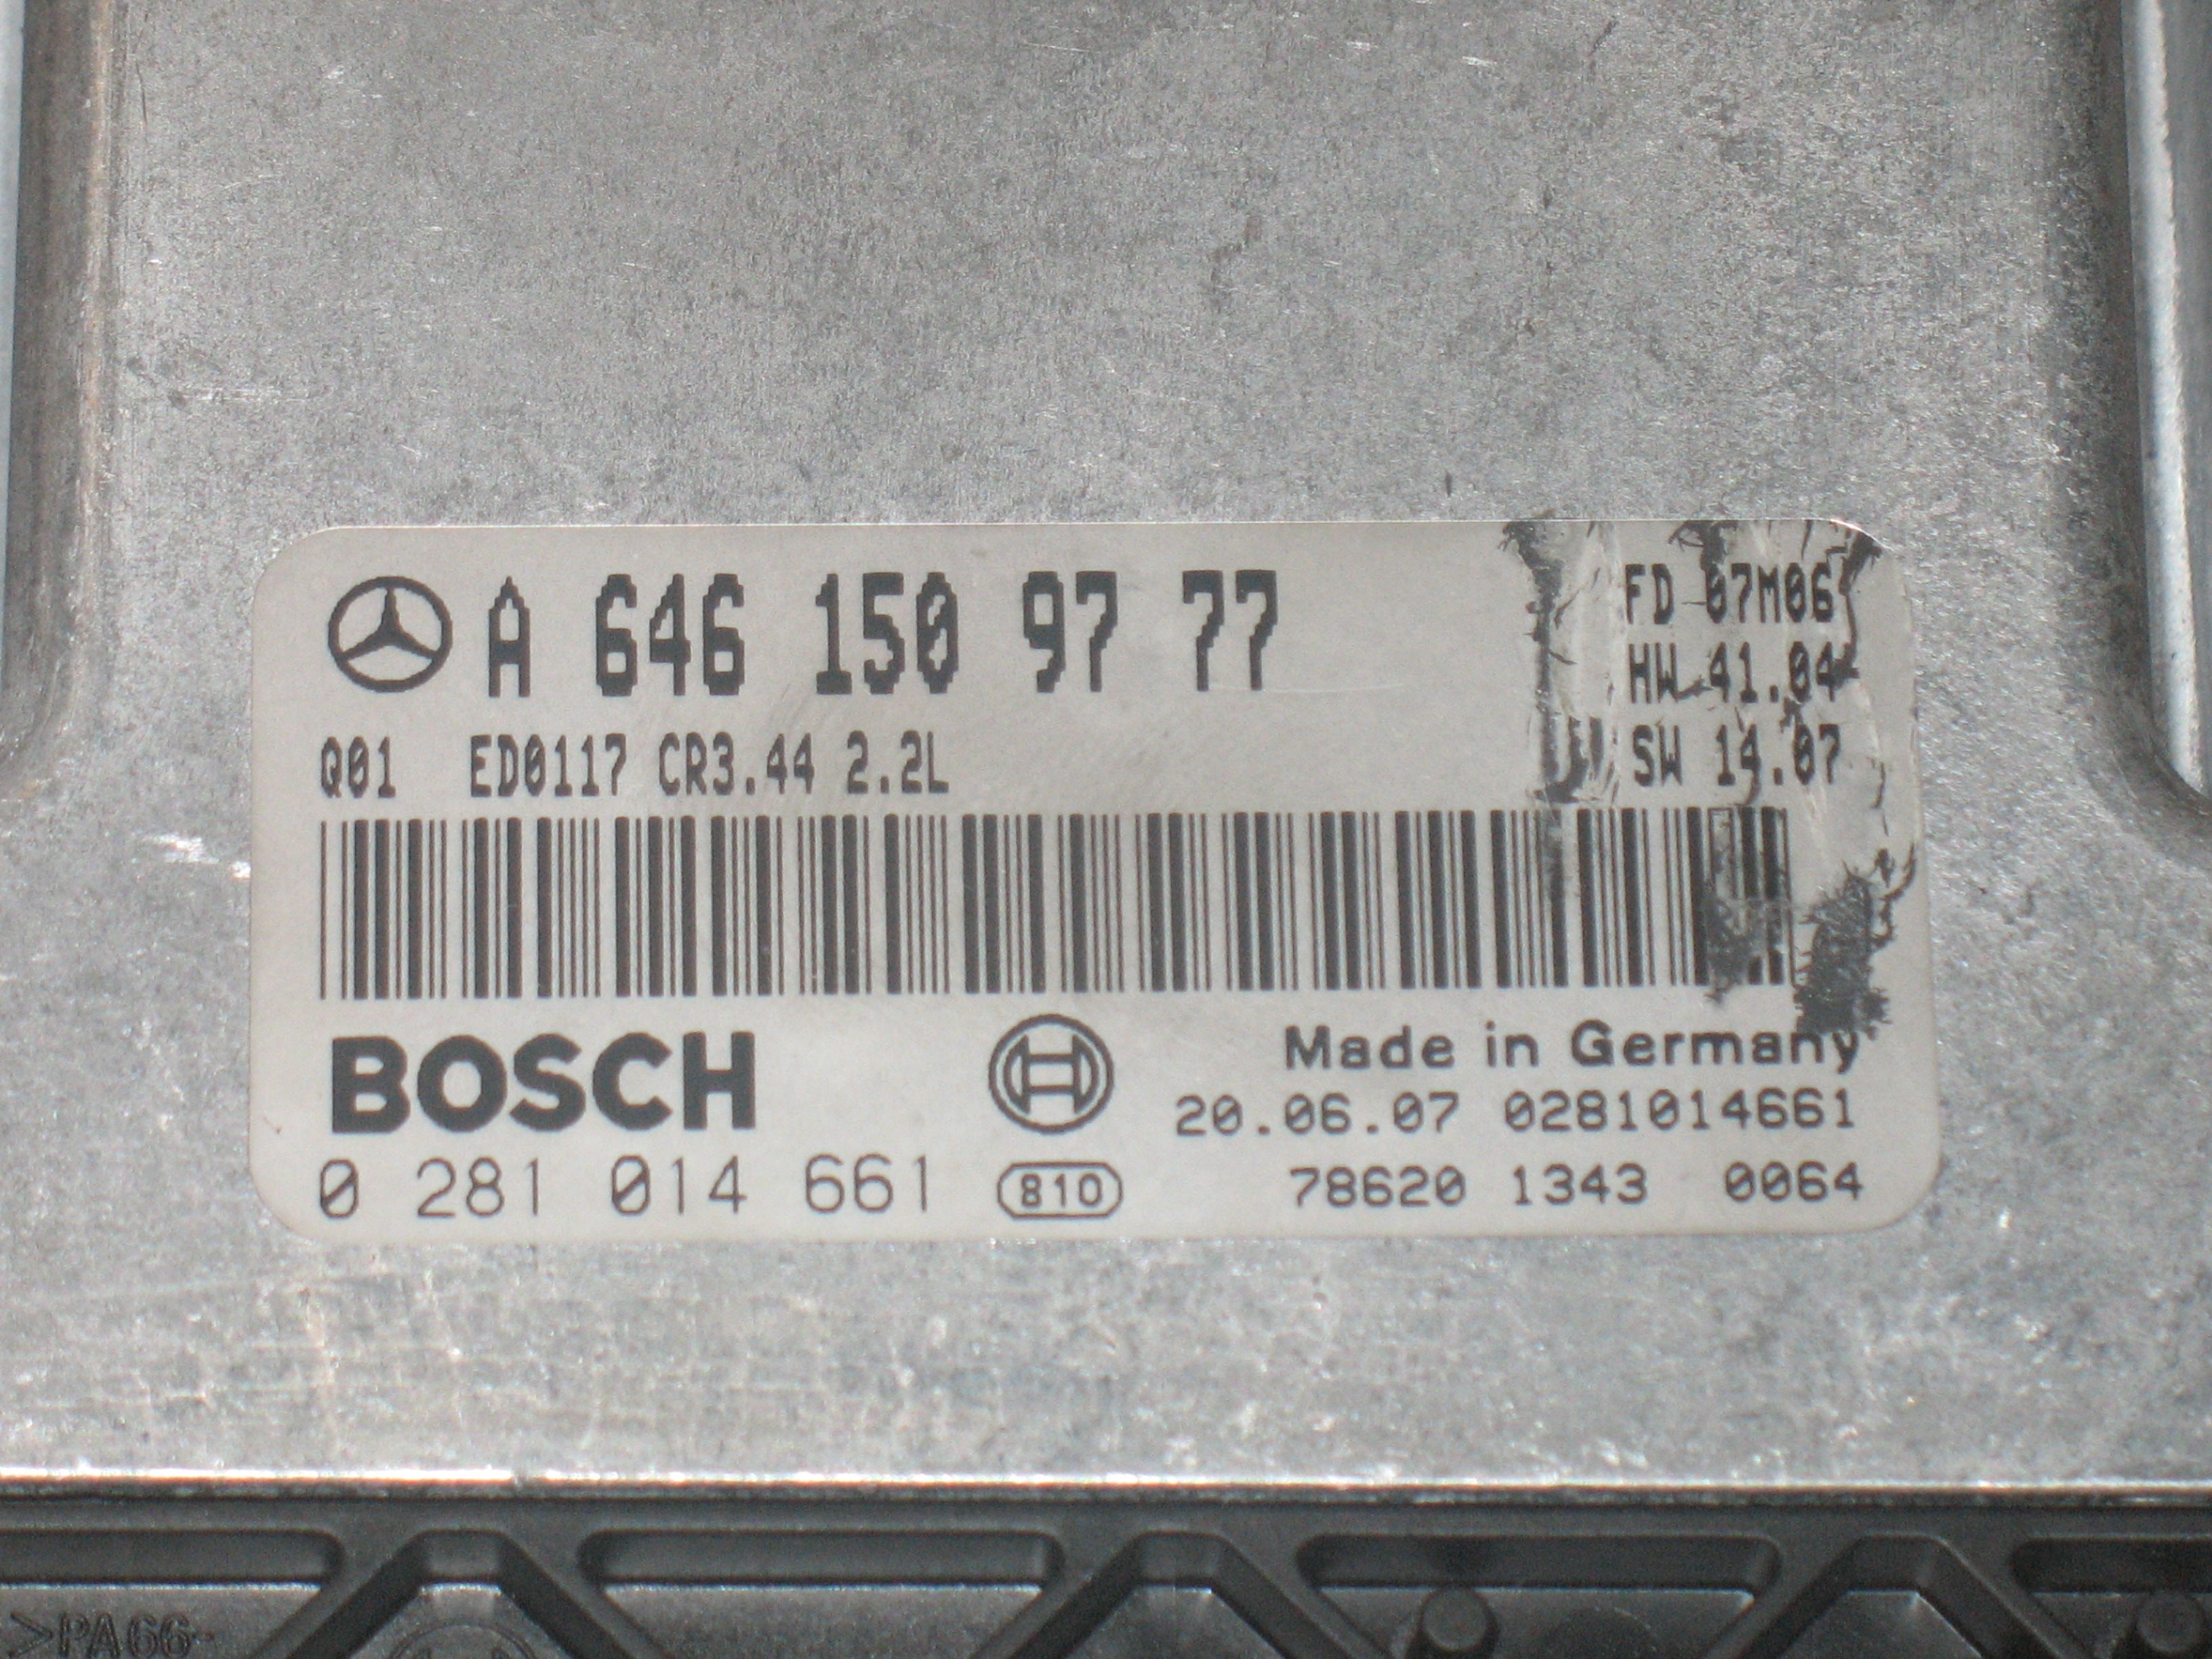 A 646 150 97 77
FD 07M06
HW 41.04
Q01 ED0117 CR3.44 2.2L
SW 14.07
BOSCH
Made in Germany
20.06.07 0281014661
0 281 014 661
810
78620 1343 0064
>PA66-